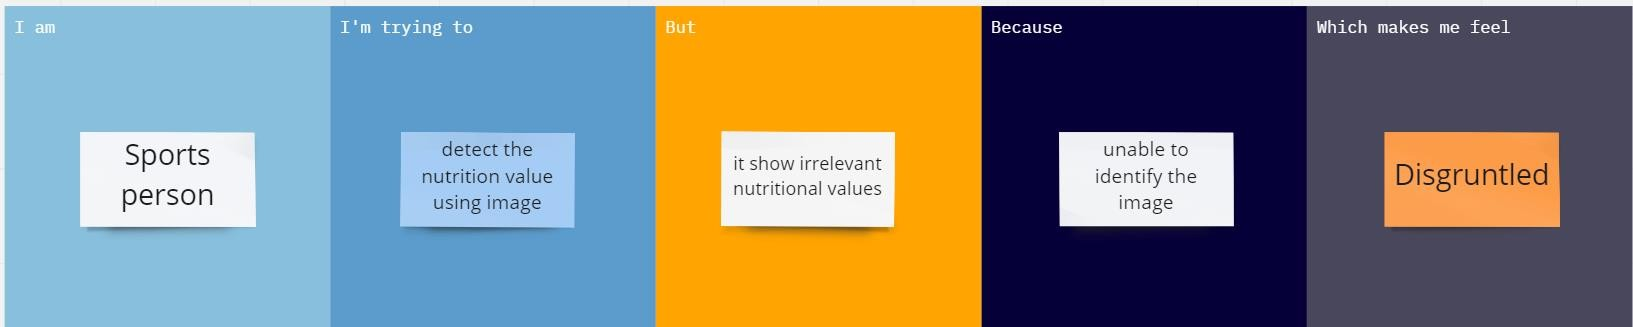 I am
I'm trying to
But
Because
Which makes me feel
Sports
person
detect the
nutrition value
using image
it show irrelevant
nutritional values
unable to
identify the
image
Disgruntled